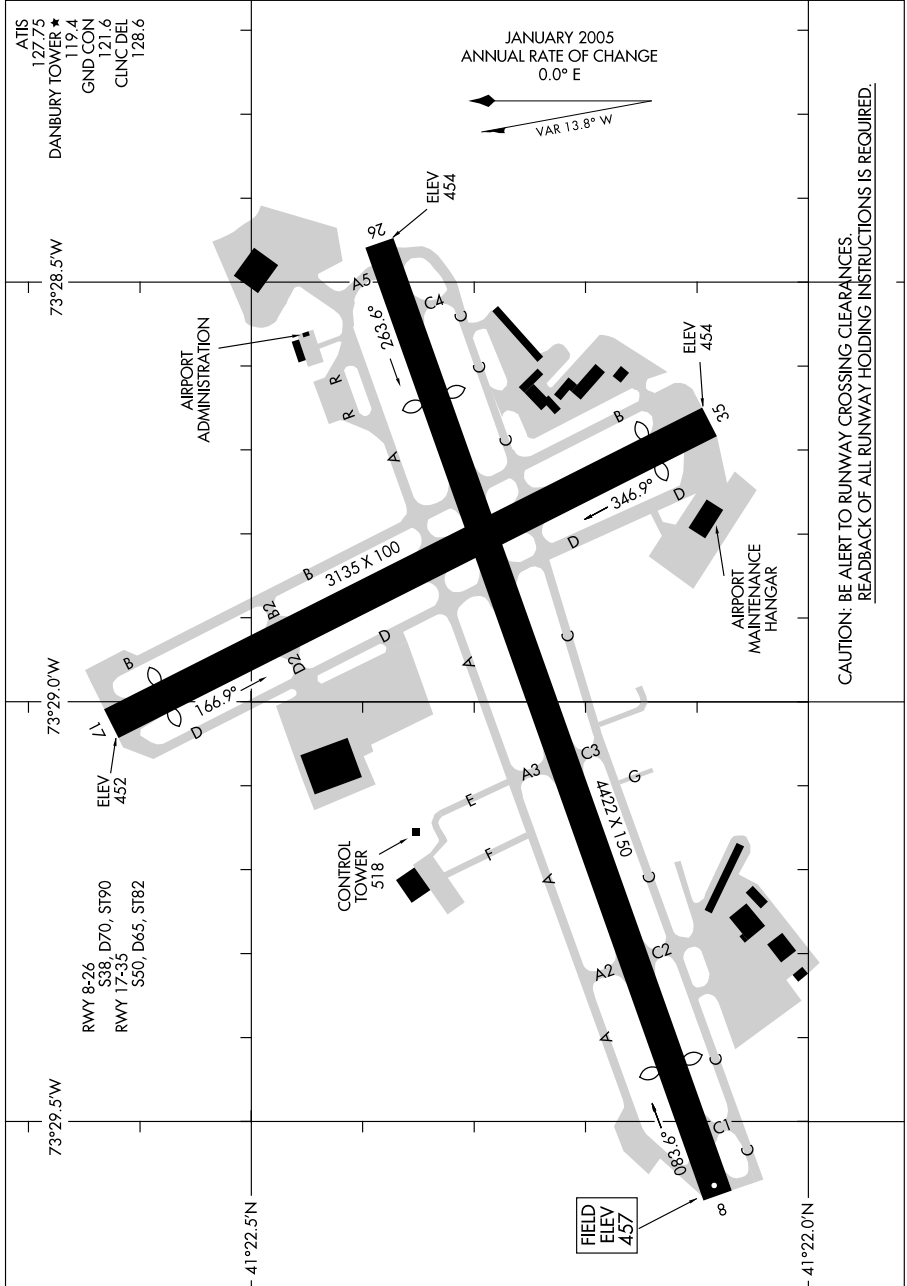 ATIS
127.75
DANBURY TOWER ★
119.4
GND CON
121.6
CLNC DEL
128.6
JANUARY 2005
ANNUAL RATE OF CHANGE
0.0° E
VAR 13.8° W
73°28.5'W
73°29.0'W
73°29.5'W
41°22.5'N
41°22.0'N
RWY 8-26
S38, D70, ST90
RWY 17-35
S50, D65, ST82
ELEV
454
26
A5
263.6°
C4
C
C
C
AIRPORT
ADMINISTRATION
R
R
A
ELEV
454
35
B
346.9°
D
D
AIRPORT
MAINTENANCE
HANGAR
3135 X 100
B
B2
B
D2
D
D
166.9°
17
ELEV
452
A
C
CONTROL
TOWER
518
E
F
A3
C3
G
4422 X 150
A
C
A2
C2
A
C
083.6°
C1
C
8
FIELD
ELEV
457
CAUTION: BE ALERT TO RUNWAY CROSSING CLEARANCES.
READBACK OF ALL RUNWAY HOLDING INSTRUCTIONS IS REQUIRED.